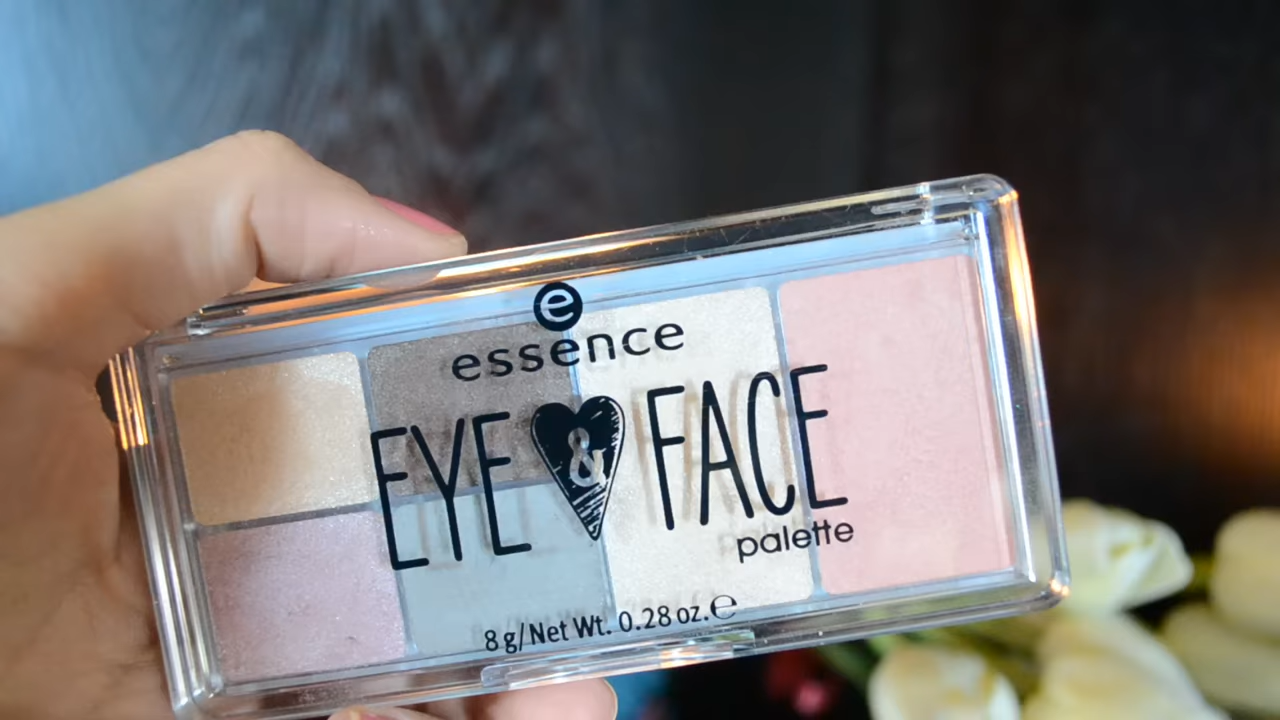 e
essence
EYE & FACE
palette
8 g/Net Wt. 0.28 oz.℮